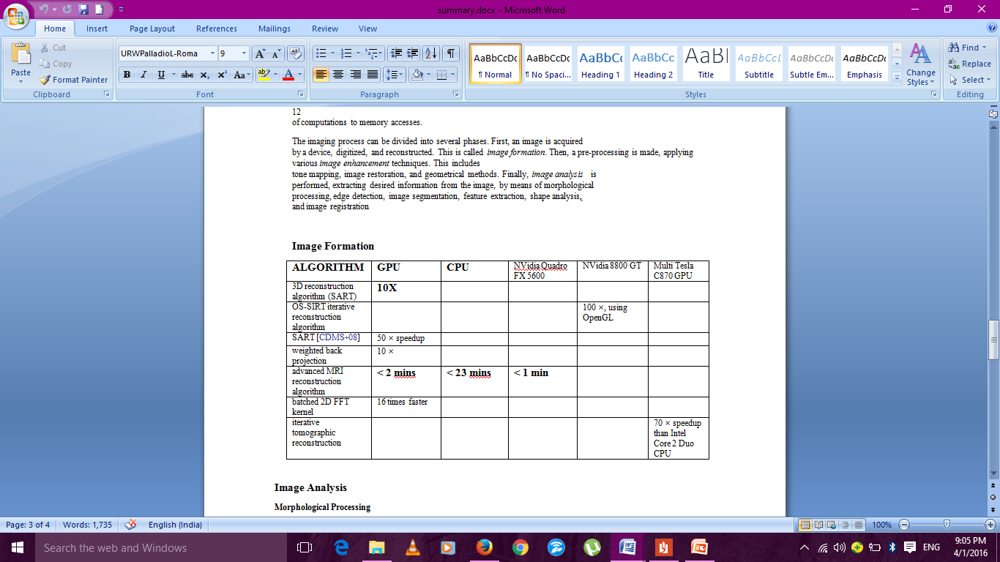 summary.docx - Microsoft Word
Home Insert Page Layout References Mailings Review View
Paste
Cut
Copy
Format Painter
Clipboard
URWPalladioL-Roma 9
B I U abc x₂ x² Aa
Font
Paragraph
AaBbCcDc AaBbCcDc AaBbCc AaBbCc AaBl AaBbCcL AaBbCcDc AaBbCcDc
¶ Normal ¶ No Spaci... Heading 1 Heading 2 Title Subtitle Subtle Em... Emphasis
Change Styles
Styles
Find
Replace
Select
Editing
12
of computations to memory accesses.
The imaging process can be divided into several phases. First, an image is acquired
by a device, digitized, and reconstructed. This is called image formation. Then, a pre-processing is made, applying
various image enhancement techniques. This includes
tone mapping, image restoration, and geometrical methods. Finally, image analysis is
performed, extracting desired information from the image, by means of morphological
processing, edge detection, image segmentation, feature extraction, shape analysis,
and image registration
Image Formation
ALGORITHM GPU CPU NVidia Quadro FX 5600 NVidia 8800 GT Multi Tesla C870 GPU
3D reconstruction algorithm (SART) 10X
OS-SIRT iterative reconstruction algorithm 100 ×, using OpenGL
SART [CDMS+08] 50 × speedup
weighted back projection 10 ×
advanced MRI reconstruction algorithm < 2 mins < 23 mins < 1 min
batched 2D FFT kernel 16 times faster
iterative tomographic reconstruction 70 × speedup than Intel Core 2 Duo CPU
Image Analysis
Morphological Processing
Page: 3 of 4 Words: 1,735 English (India) 100%
Search the web and Windows
ENG
9:05 PM
4/1/2016